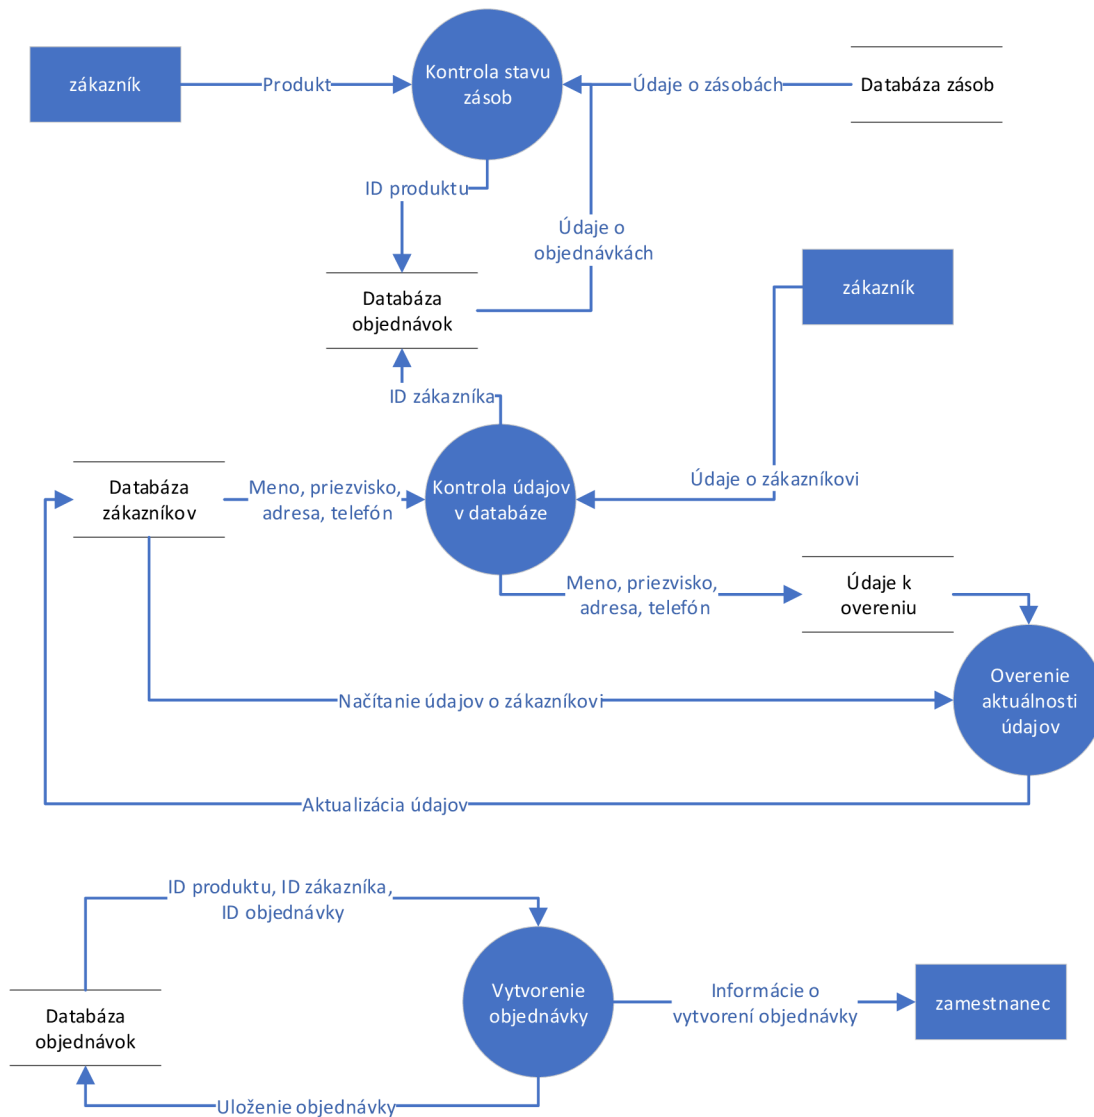 zákazník
Produkt
Kontrola stavu
zásob
Údaje o zásobách
Databáza zásob
ID produktu
Údaje o
objednávkách
zákazník
Databáza
objednávok
ID zákazníka
Databáza
zákazníkov
Meno, priezvisko,
adresa, telefón
Kontrola údajov
v databáze
Údaje o zákazníkovi
Meno, priezvisko,
adresa, telefón
Údaje k
overeniu
Overenie
aktuálnosti
údajov
Načítanie údajov o zákazníkovi
Aktualizácia údajov
ID produktu, ID zákazníka,
ID objednávky
Databáza
objednávok
Vytvorenie
objednávky
Informácie o
vytvorení objednávky
zamestnanec
Uloženie objednávky